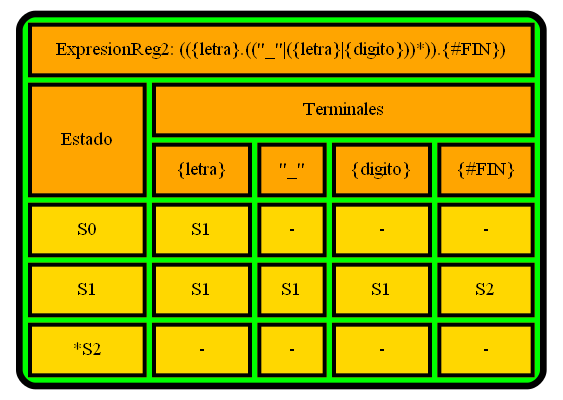 ExpresionReg2: (({letra}.(("_"|({letra}|{digito}))*)).{#FIN})
Estado Terminales
{letra} "_" {digito} {#FIN}
S0 S1 - - -
S1 S1 S1 S1 S2
*S2 - - - -